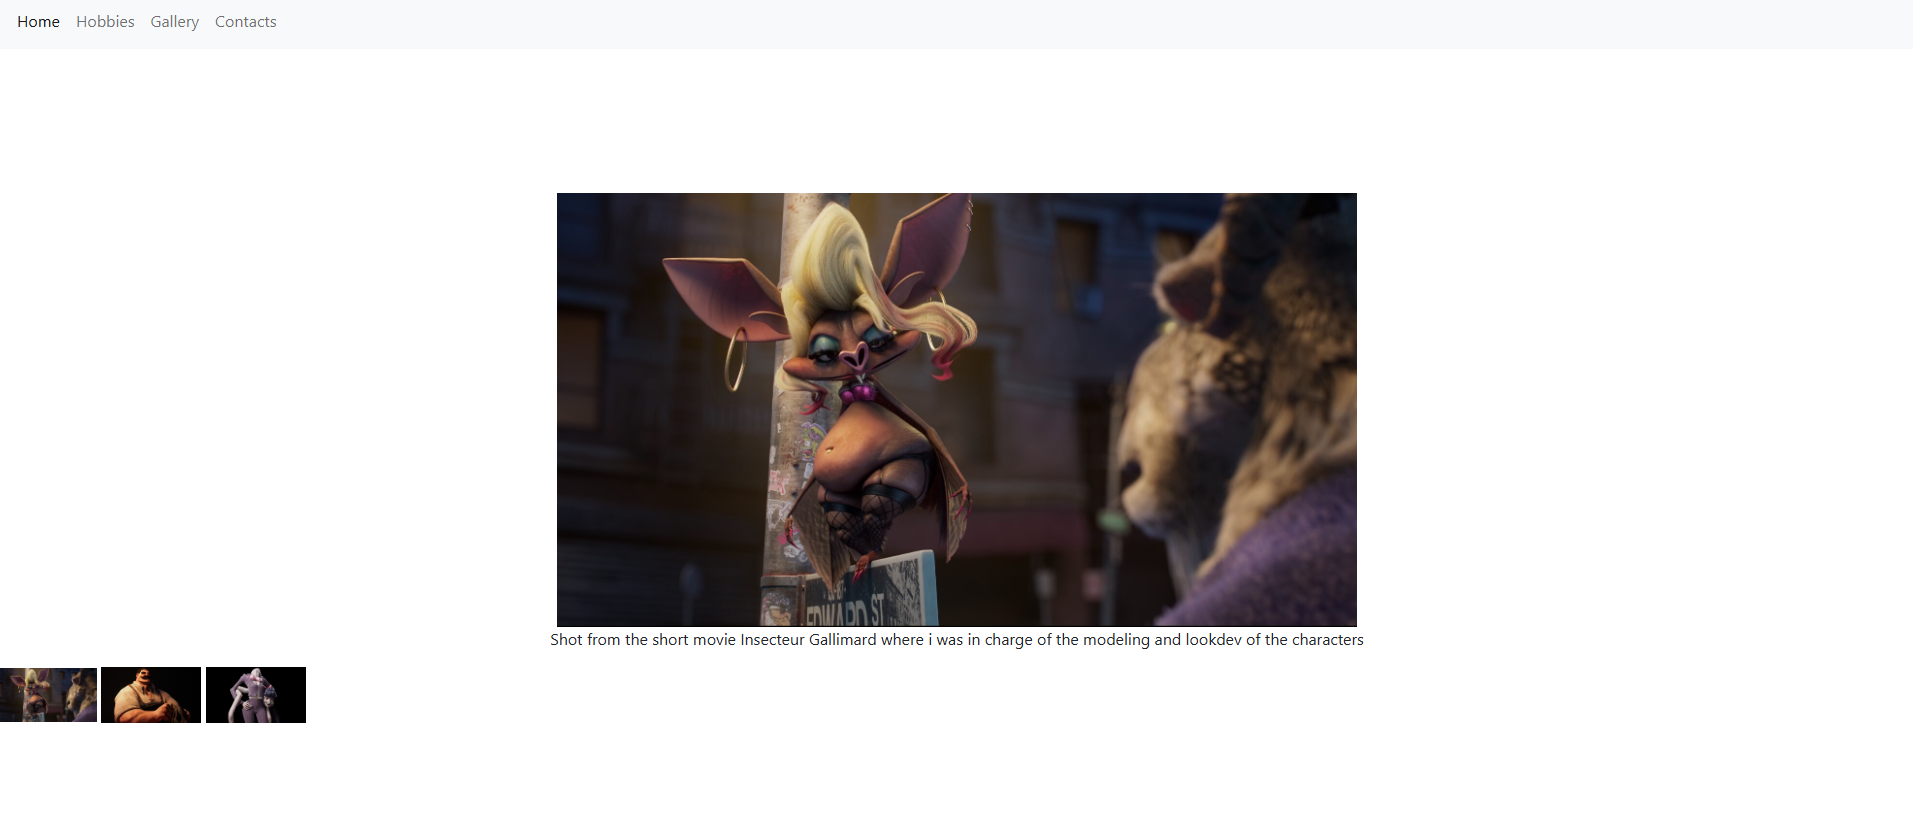 Home Hobbies Gallery Contacts
EDWARD ST
Shot from the short movie Insecteur Gallimard where i was in charge of the modeling and lookdev of the characters